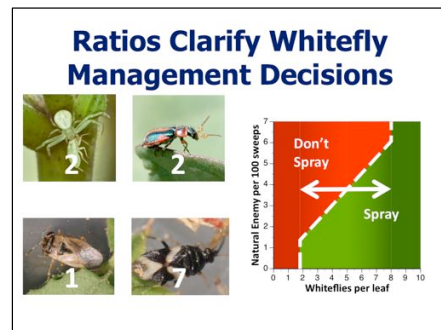 Ratios Clarify Whitefly
Management Decisions
2
2
1
7
Natural Enemy per 100 sweeps
7
6
5
4
3
2
1
0
Don't
Spray
Spray
0 1 2 3 4 5 6 7 8 9 10
Whiteflies per leaf